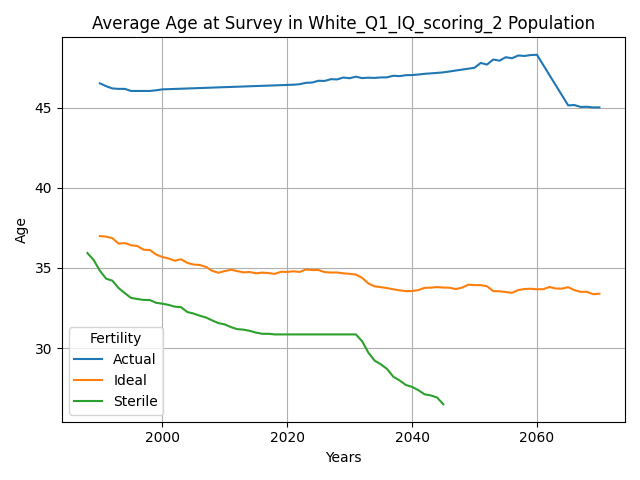 Average Age at Survey in White_Q1_IQ_scoring_2 Population
Age
45
40
35
30
Fertility
Actual
Ideal
Sterile
2000
2020
2040
2060
Years